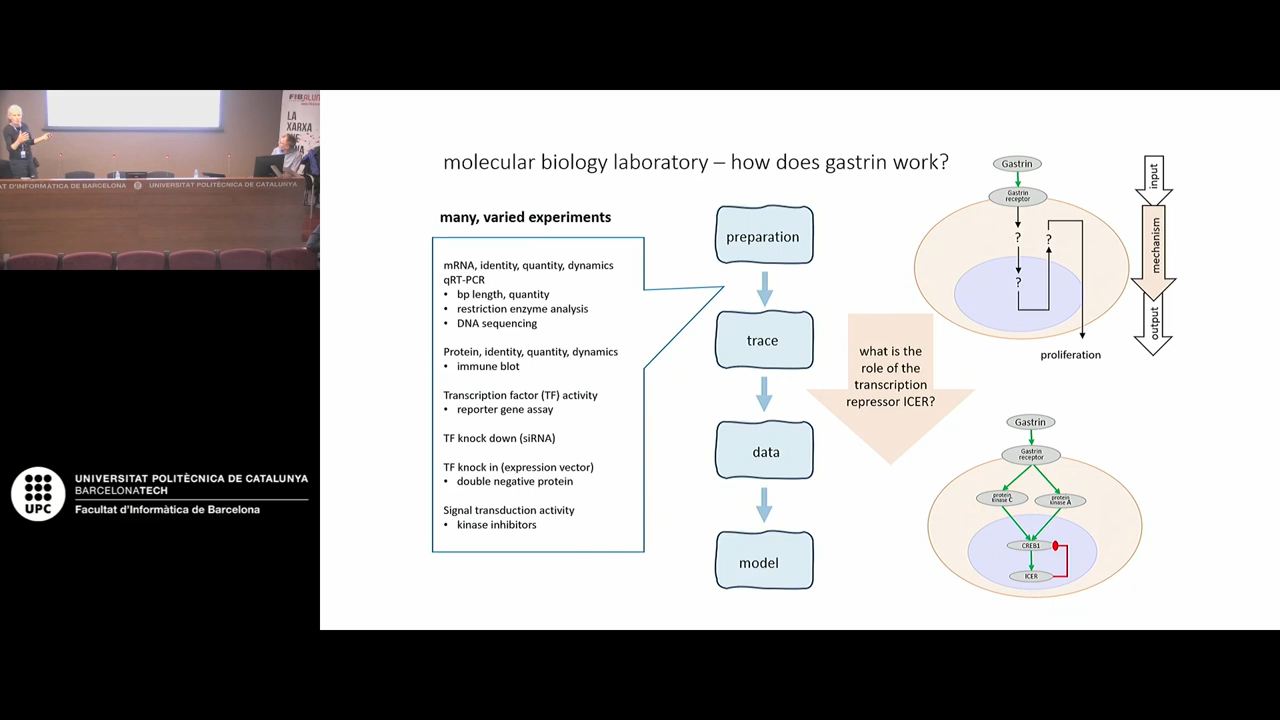 FIB ALUM
LA
XARXA
T D'INFORMÀTICA DE BARCELONA
UNIVERSITAT POLITÈCNICA DE CATALUNYA
UPC
UNIVERSITAT POLITÈCNICA DE CATALUNYA
BARCELONATECH
Facultat d'Informàtica de Barcelona
molecular biology laboratory – how does gastrin work?
many, varied experiments
mRNA, identity, quantity, dynamics
qRT-PCR
• bp length, quantity
• restriction enzyme analysis
• DNA sequencing
Protein, identity, quantity, dynamics
• immune blot
Transcription factor (TF) activity
• reporter gene assay
TF knock down (siRNA)
TF knock in (expression vector)
• double negative protein
Signal transduction activity
• kinase inhibitors
preparation
trace
data
model
what is the
role of the
transcription
repressor ICER?
Gastrin
Gastrin
receptor
?
?
?
proliferation
input
mechanism
output
Gastrin
Gastrin
receptor
protein
kinase C
protein
kinase A
CREB1
ICER